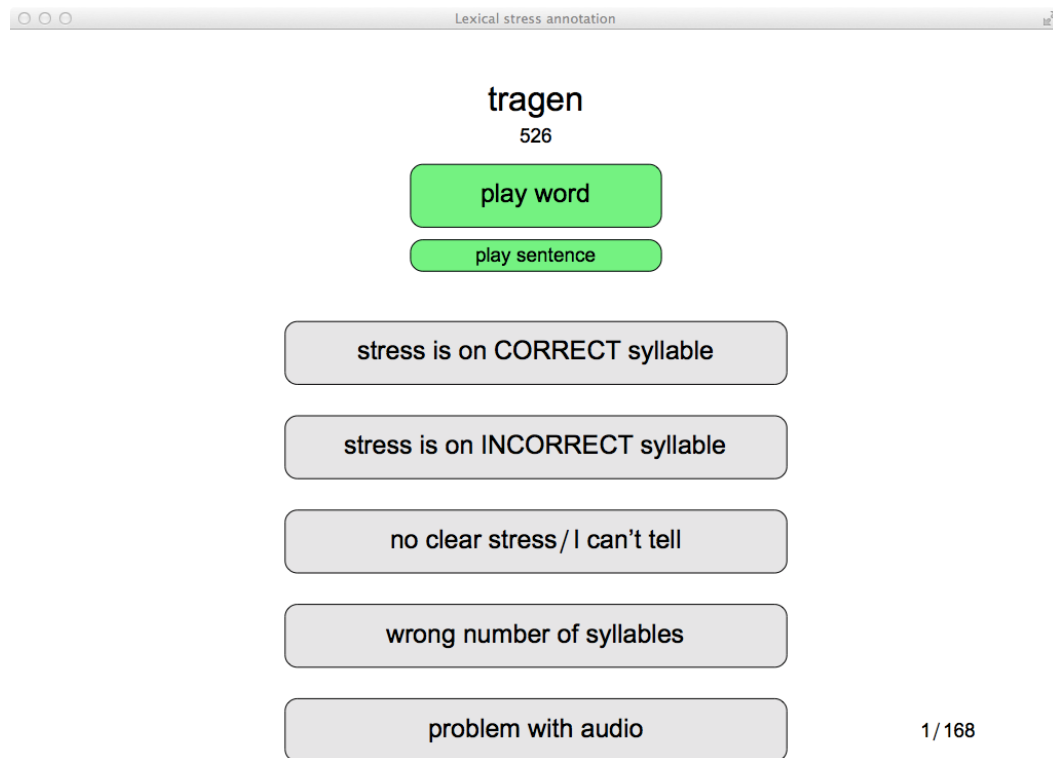 Lexical stress annotation
tragen
526
play word
play sentence
stress is on CORRECT syllable
stress is on INCORRECT syllable
no clear stress / I can't tell
wrong number of syllables
problem with audio
1 / 168